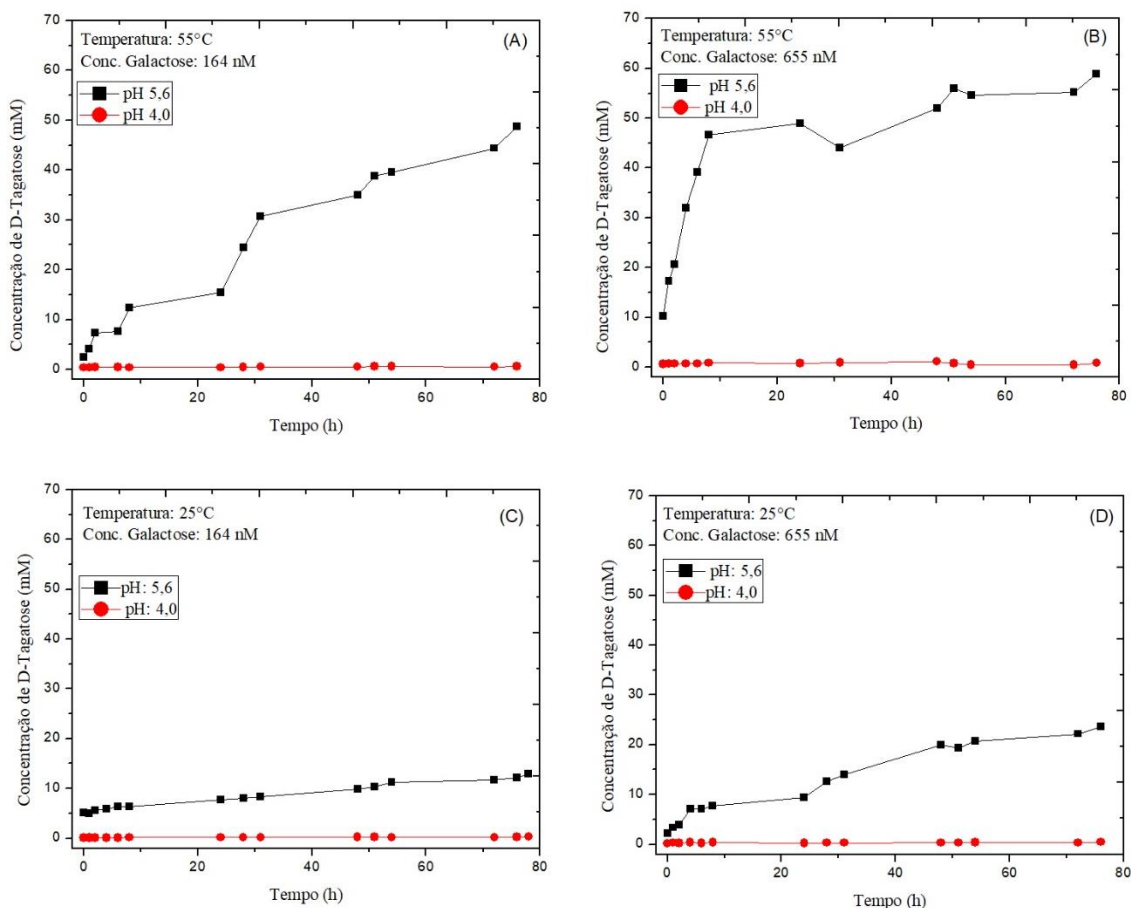 Temperatura: 55°C
(A)
Conc. Galactose: 164 nM
pH 5,6
pH 4,0
Concentração de D-Tagatose (mM)
70
60
50
40
30
20
10
0
0 20 40 60 80
Tempo (h)
Temperatura: 55°C
(B)
Conc. Galactose: 655 nM
pH 5,6
pH 4,0
Concentração de D-Tagatose (mM)
70
60
50
40
30
20
10
0
0 20 40 60 80
Tempo (h)
Temperatura: 25°C
(C)
Conc. Galactose: 164 nM
pH: 5,6
pH: 4,0
Concentração de D-Tagatose (mM)
70
60
50
40
30
20
10
0
0 20 40 60 80
Tempo (h)
Temperatura: 25°C
(D)
Conc. Galactose: 655 nM
pH: 5,6
pH: 4,0
Concentração de D-Tagatose (mM)
70
60
50
40
30
20
10
0
0 20 40 60 80
Tempo (h)